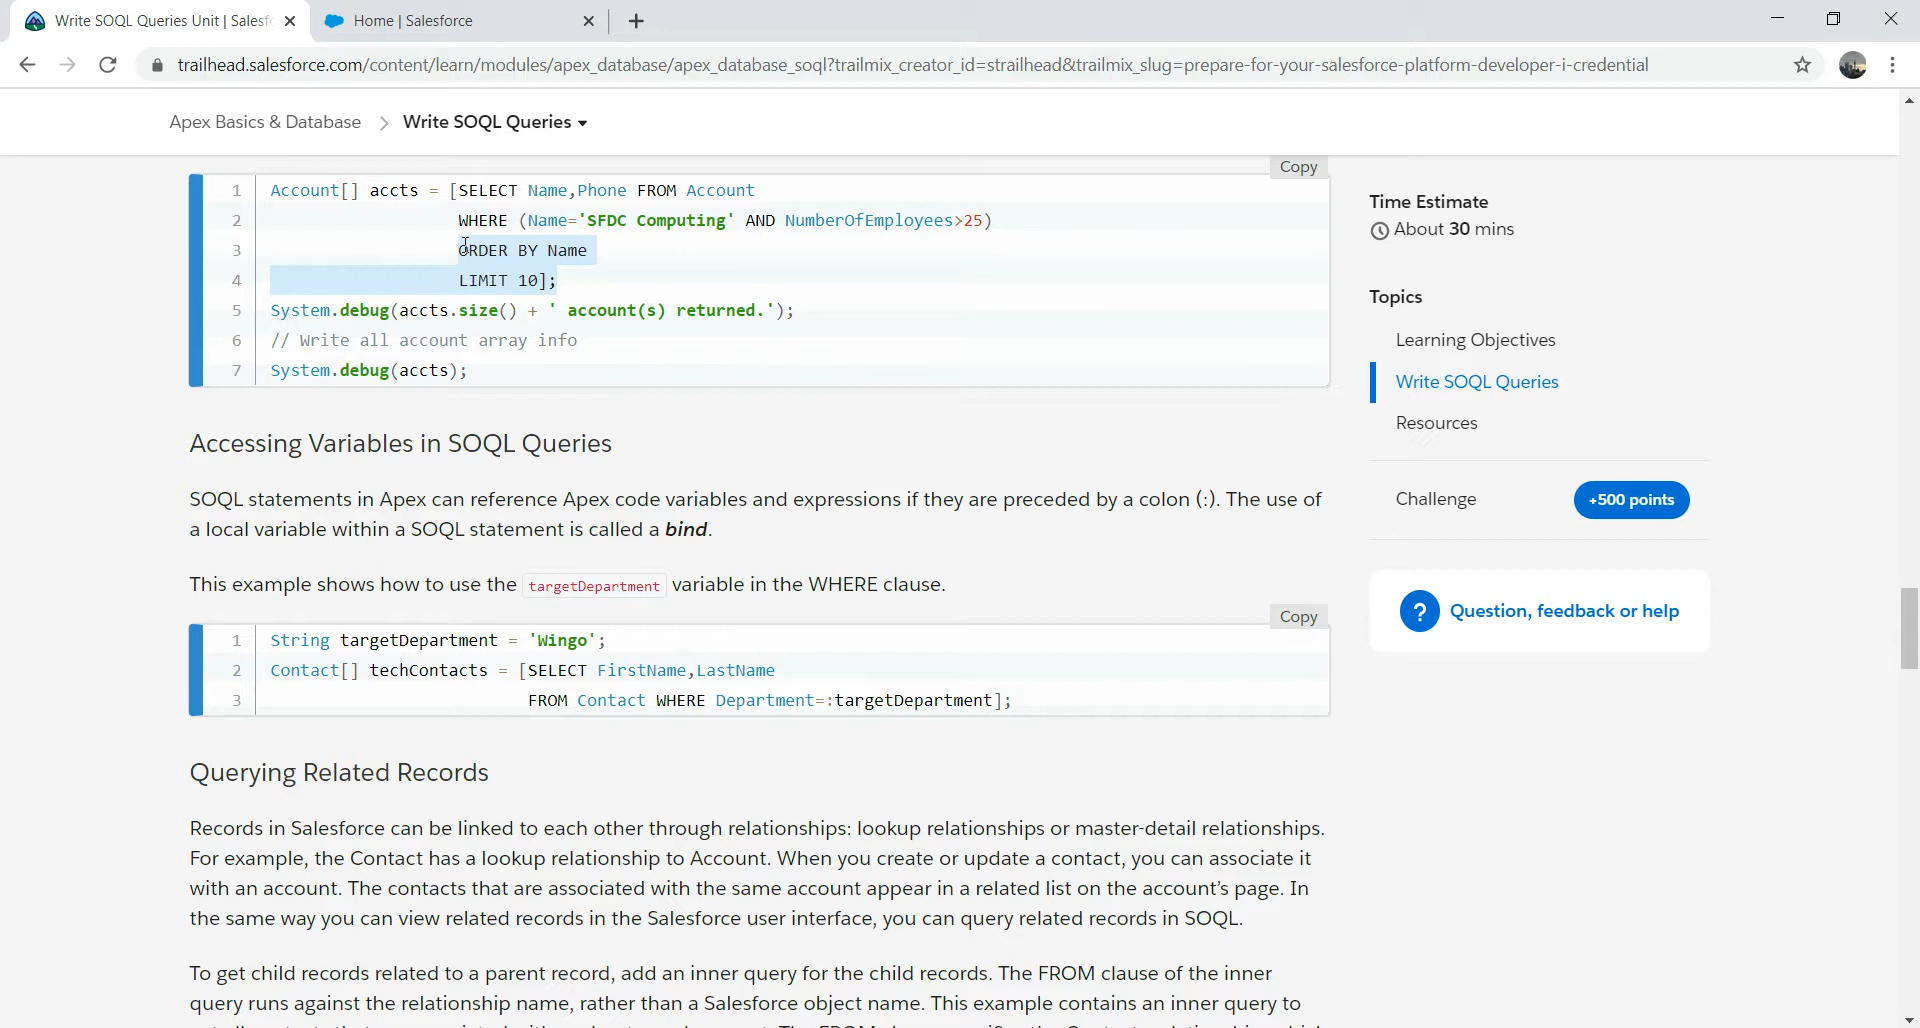 Write SOQL Queries Unit | Salesf
Home | Salesforce
trailhead.salesforce.com/content/learn/modules/apex_database/apex_database_soql?trailmix_creator_id=strailhead&trailmix_slug=prepare-for-your-salesforce-platform-developer-i-credential
Apex Basics & Database > Write SOQL Queries
Copy
1 Account[] accts = [SELECT Name,Phone FROM Account
2 WHERE (Name='SFDC Computing' AND NumberOfEmployees>25)
3 ORDER BY Name
4 LIMIT 10];
5 System.debug(accts.size() + ' account(s) returned.');
6 // Write all account array info
7 System.debug(accts);
Accessing Variables in SOQL Queries
SOQL statements in Apex can reference Apex code variables and expressions if they are preceded by a colon (:). The use of
a local variable within a SOQL statement is called a bind.
This example shows how to use the targetDepartment variable in the WHERE clause.
Copy
1 String targetDepartment = 'Wingo';
2 Contact[] techContacts = [SELECT FirstName,LastName
3 FROM Contact WHERE Department=:targetDepartment];
Querying Related Records
Records in Salesforce can be linked to each other through relationships: lookup relationships or master-detail relationships.
For example, the Contact has a lookup relationship to Account. When you create or update a contact, you can associate it
with an account. The contacts that are associated with the same account appear in a related list on the account's page. In
the same way you can view related records in the Salesforce user interface, you can query related records in SOQL.
To get child records related to a parent record, add an inner query for the child records. The FROM clause of the inner
query runs against the relationship name, rather than a Salesforce object name. This example contains an inner query to
Time Estimate
About 30 mins
Topics
Learning Objectives
Write SOQL Queries
Resources
Challenge
+500 points
? Question, feedback or help